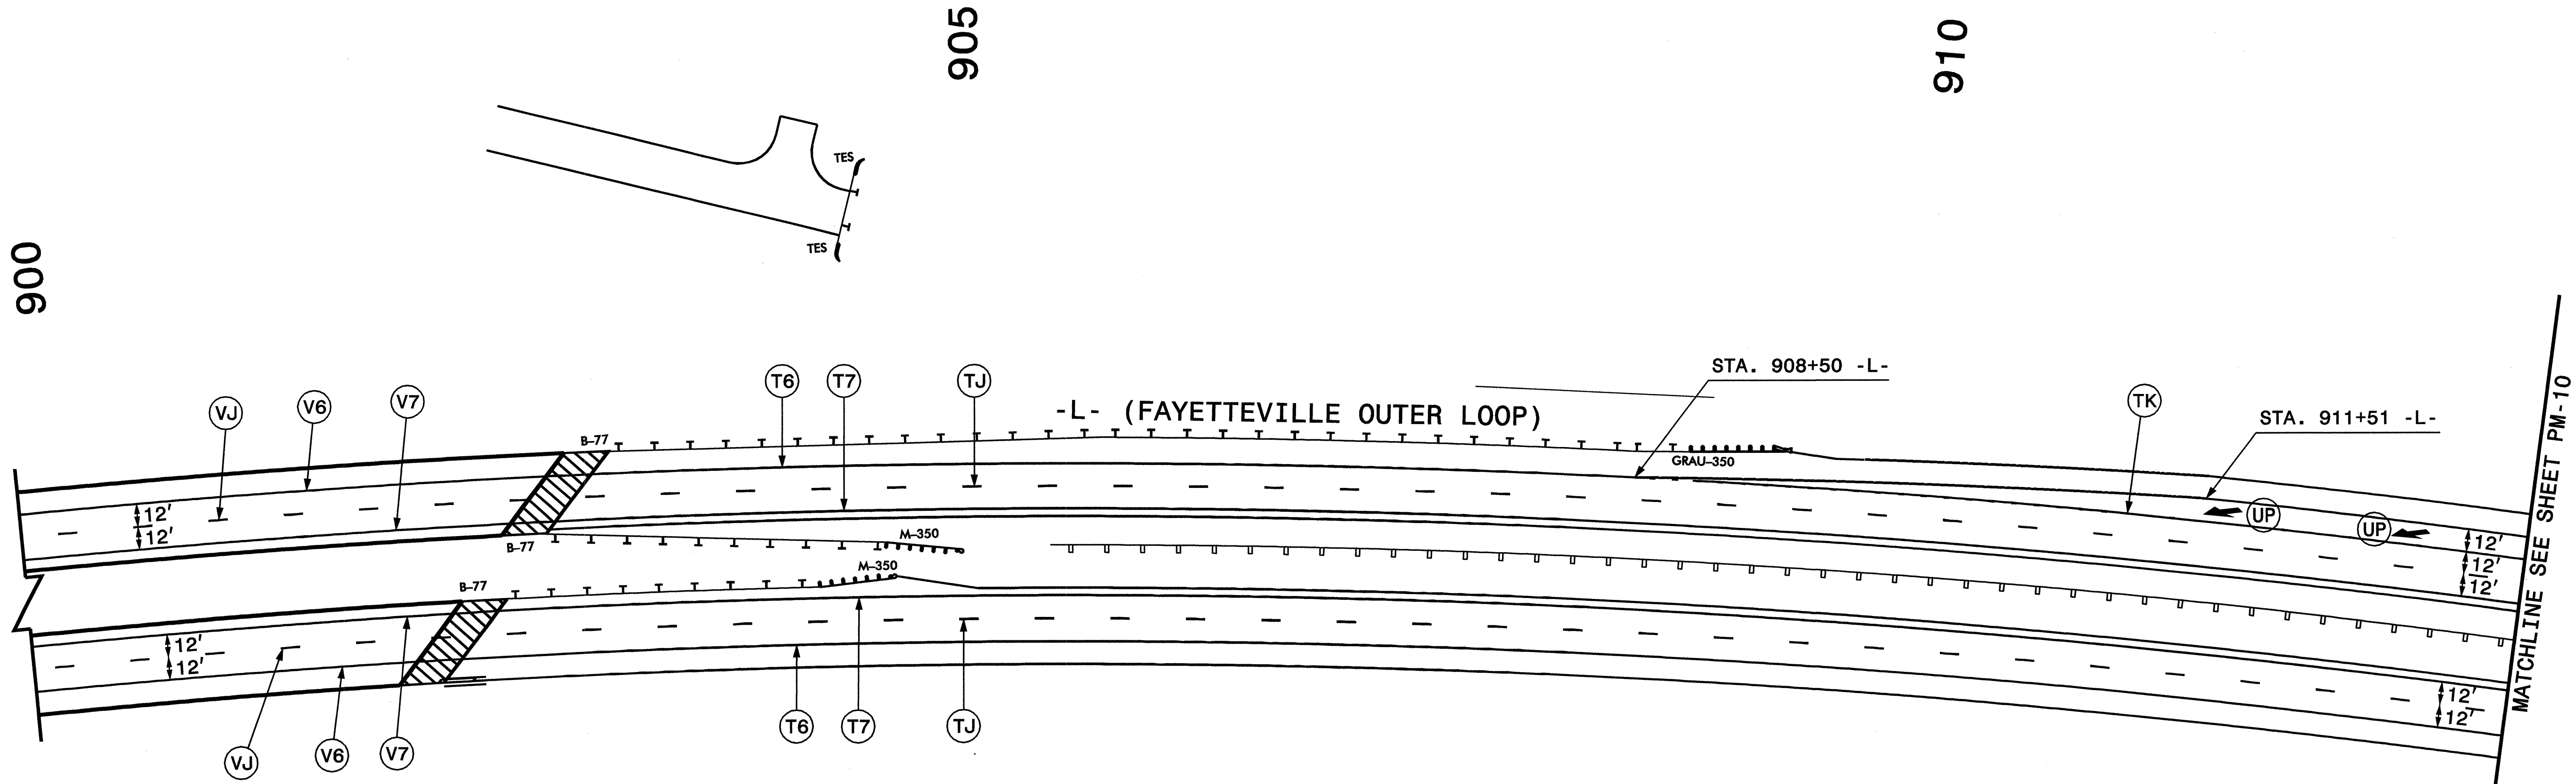 905
910
900
TES
TES
STA. 908+50 -L-
T6
T7
TJ
VJ
V6
V7
TK
-L- (FAYETTEVILLE OUTER LOOP)
STA. 911+51 -L-
B-77
GRAU-350
12'
12'
UP
UP
B-77
M-350
12'
12'
12'
M-350
B-77
12'
12'
12'
12'
T6
T7
TJ
VJ
V6
V7
MATCHLINE SEE SHEET PM-10